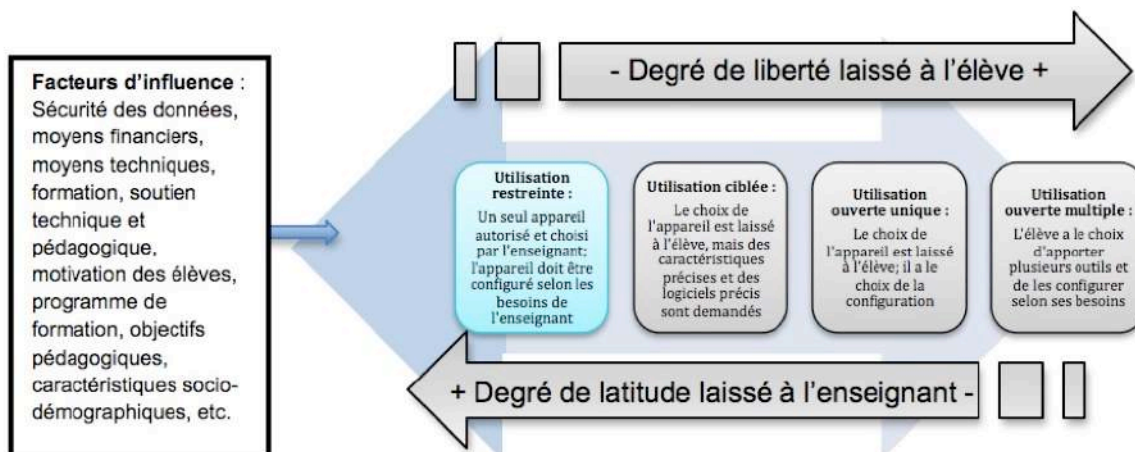 Facteurs d'influence :
Sécurité des données,
moyens financiers,
moyens techniques,
formation, soutien
technique et
pédagogique,
motivation des élèves,
programme de
formation, objectifs
pédagogiques,
caractéristiques socio-
démographiques, etc.
- Degré de liberté laissé à l'élève +
Utilisation
restreinte :
Un seul appareil
autorisé et choisi
par l'enseignant;
l'appareil doit être
configuré selon les
besoins de
l'enseignant
Utilisation ciblée :
Le choix de
l'appareil est laissé
à l'élève, mais des
caractéristiques
précises et des
logiciels précis
sont demandés
Utilisation
ouverte unique :
Le choix de
l'appareil est laissé
à l'élève; il a le
choix de la
configuration
Utilisation
ouverte multiple :
L'élève a le choix
d'apporter
plusieurs outils et
de les configurer
selon ses besoins
+ Degré de latitude laissé à l'enseignant -